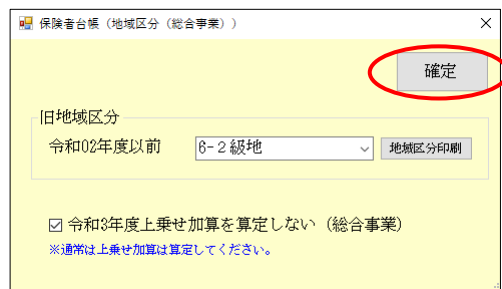 保険者台帳（地域区分（総合事業））
確定
旧地域区分
令和02年度以前 6-2級地 地域区分印刷
令和3年度上乗せ加算を算定しない（総合事業）
※通常は上乗せ加算は算定してください。